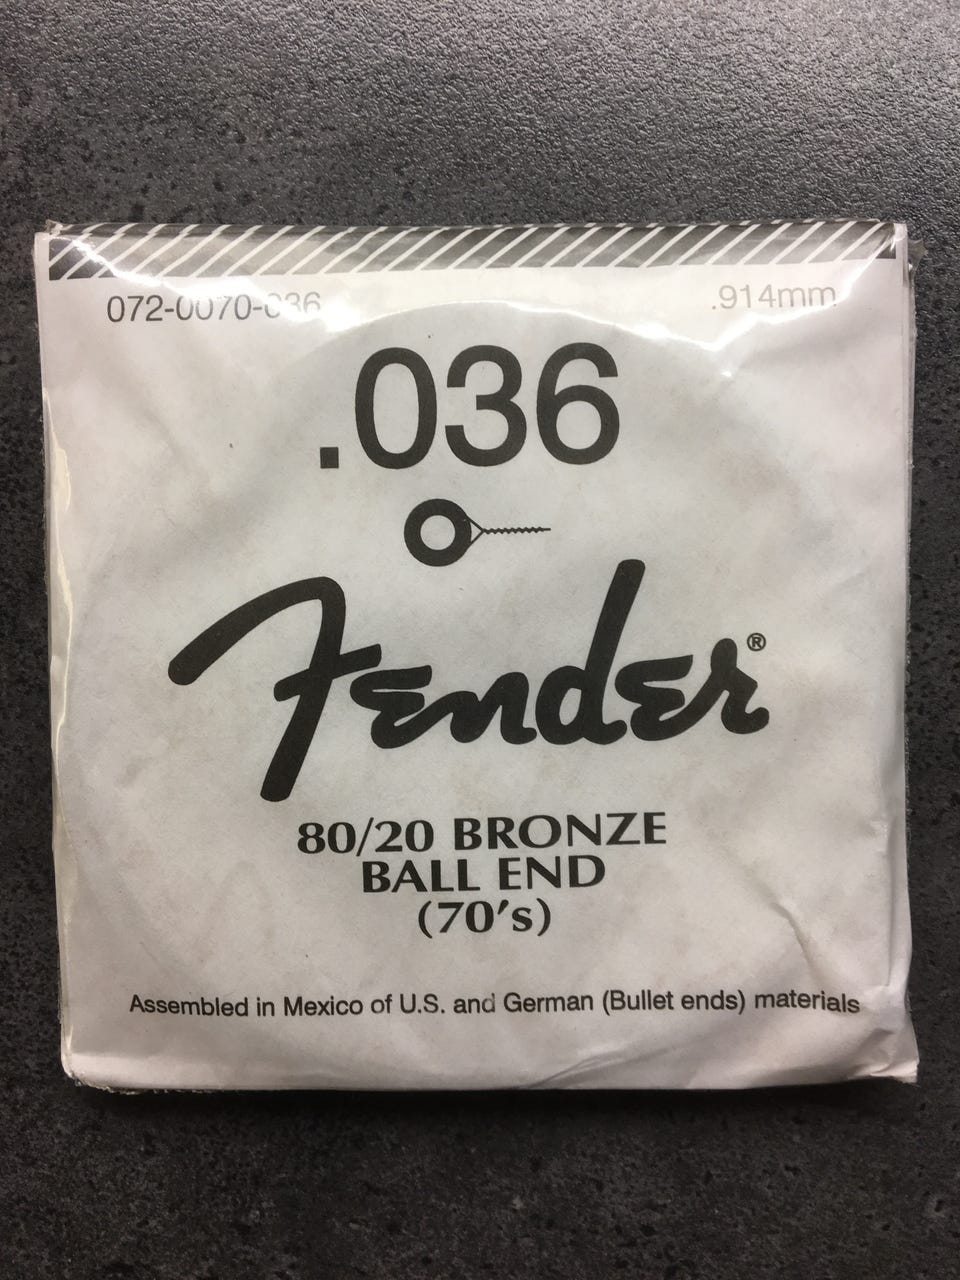 072-0070-036 .914mm
.036
Fender®
80/20 BRONZE
BALL END
(70's)
Assembled in Mexico of U.S. and German (Bullet ends) materials